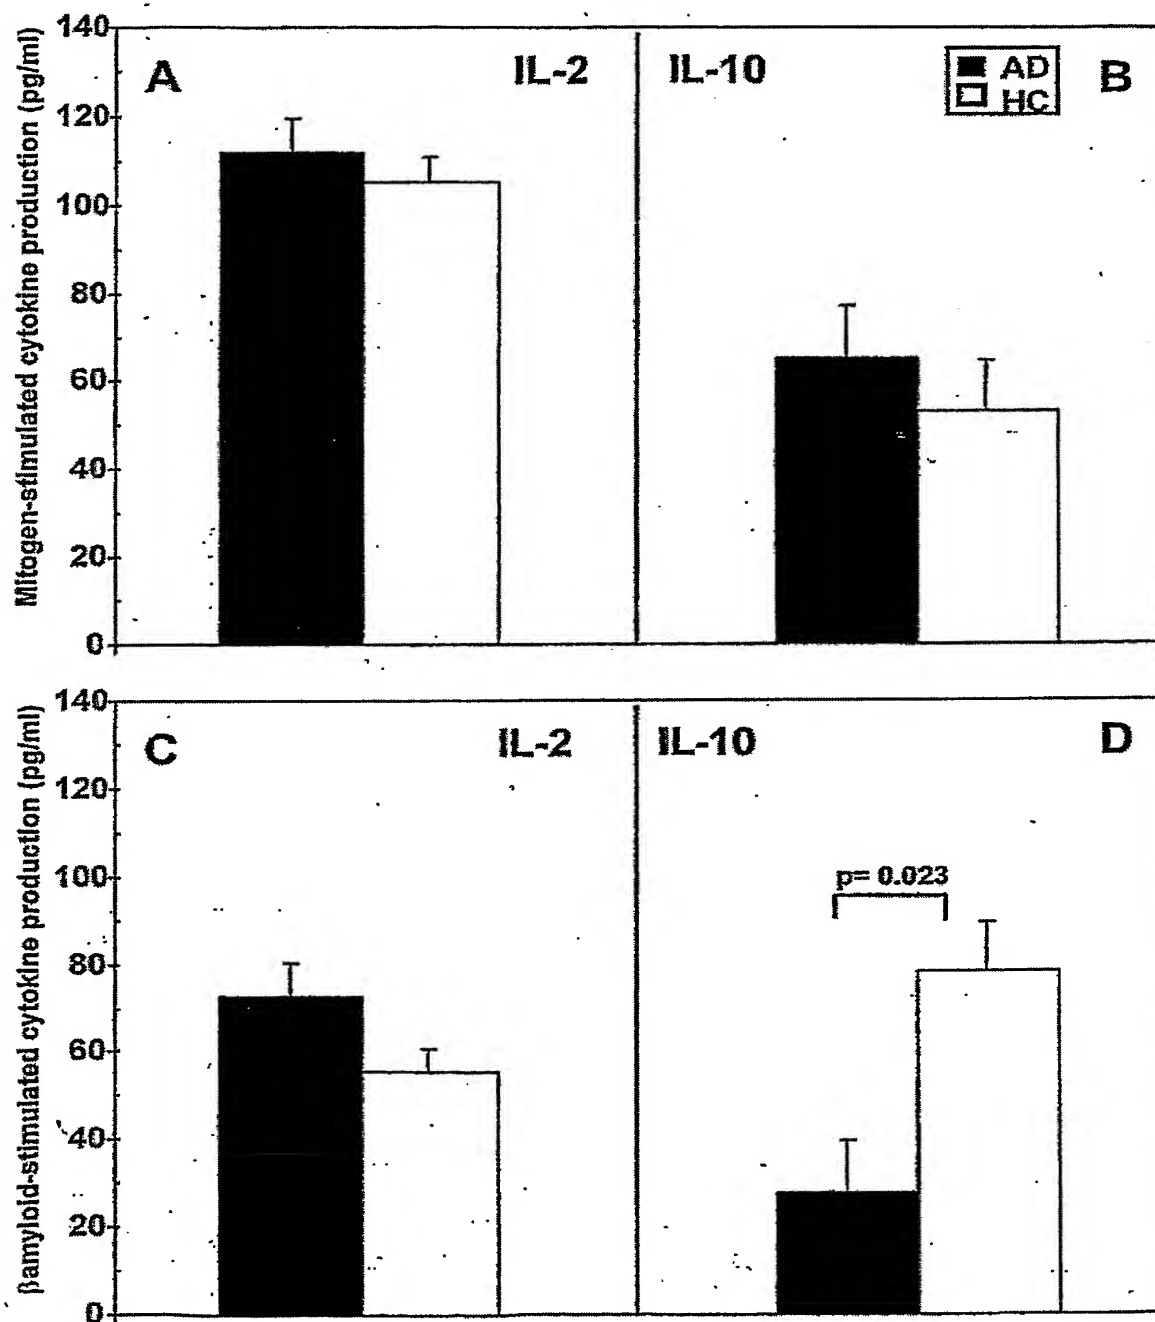 Mitogen-stimulated cytokine production (pg/ml)
140
120
100
80
60
40
20
0
A
IL-2
IL-10
AD
HC
B
βamyloid-stimulated cytokine production (pg/ml)
140
120
100
80
60
40
20
0
C
IL-2
IL-10
D
p= 0.023